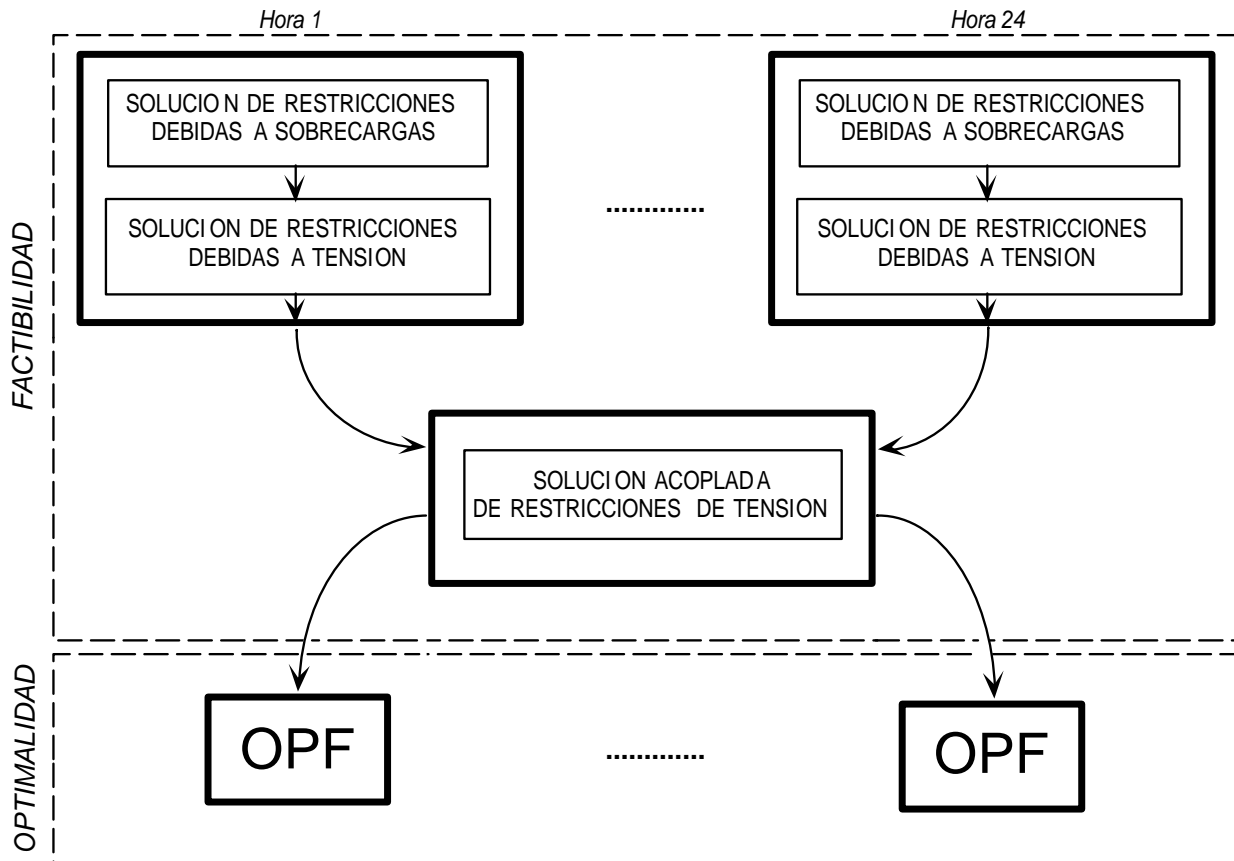 Hora 1
Hora 24
SOLUCION DE RESTRICCIONES
DEBIDAS A SOBRECARGAS
SOLUCION DE RESTRICCIONES
DEBIDAS A TENSION
.............
SOLUCION DE RESTRICCIONES
DEBIDAS A SOBRECARGAS
SOLUCION DE RESTRICCIONES
DEBIDAS A TENSION
FACTIBILIDAD
SOLUCION ACOPLADA
DE RESTRICCIONES DE TENSION
OPTIMALIDAD
OPF
.............
OPF